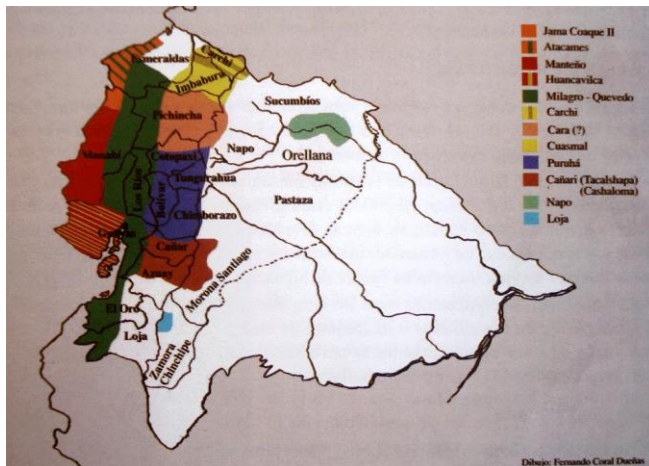 Esmeraldas
Carchi
Imbabura
Pichincha
Sucumbíos
Napo
Orellana
Manabí
Cotopaxi
Tungurahua
Los Ríos
Bolívar
Chimborazo
Pastaza
Cañar
Azuay
Morona Santiago
El Oro
Loja
Zamora
Chinchipe
Jama Coaque II
Atacames
Manteño
Huancavilca
Milagro - Quevedo
Carchi
Cara (?)
Cuasmal
Puruhá
Cañari (Tacalshapa)
(Cashaloma)
Napo
Loja
Dibujo: Fernando Coral Dueñas